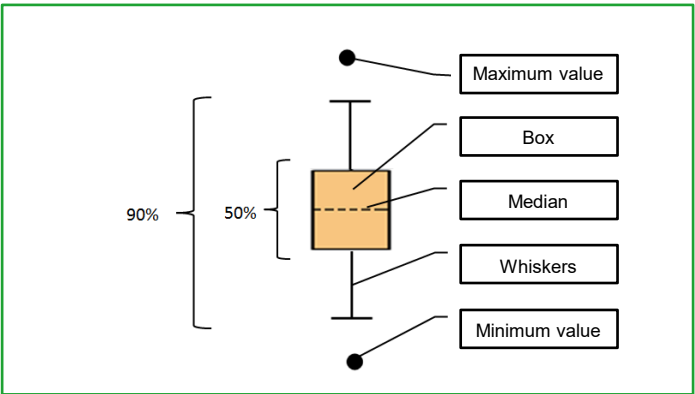 Maximum value
Box
90%
50%
Median
Whiskers
Minimum value